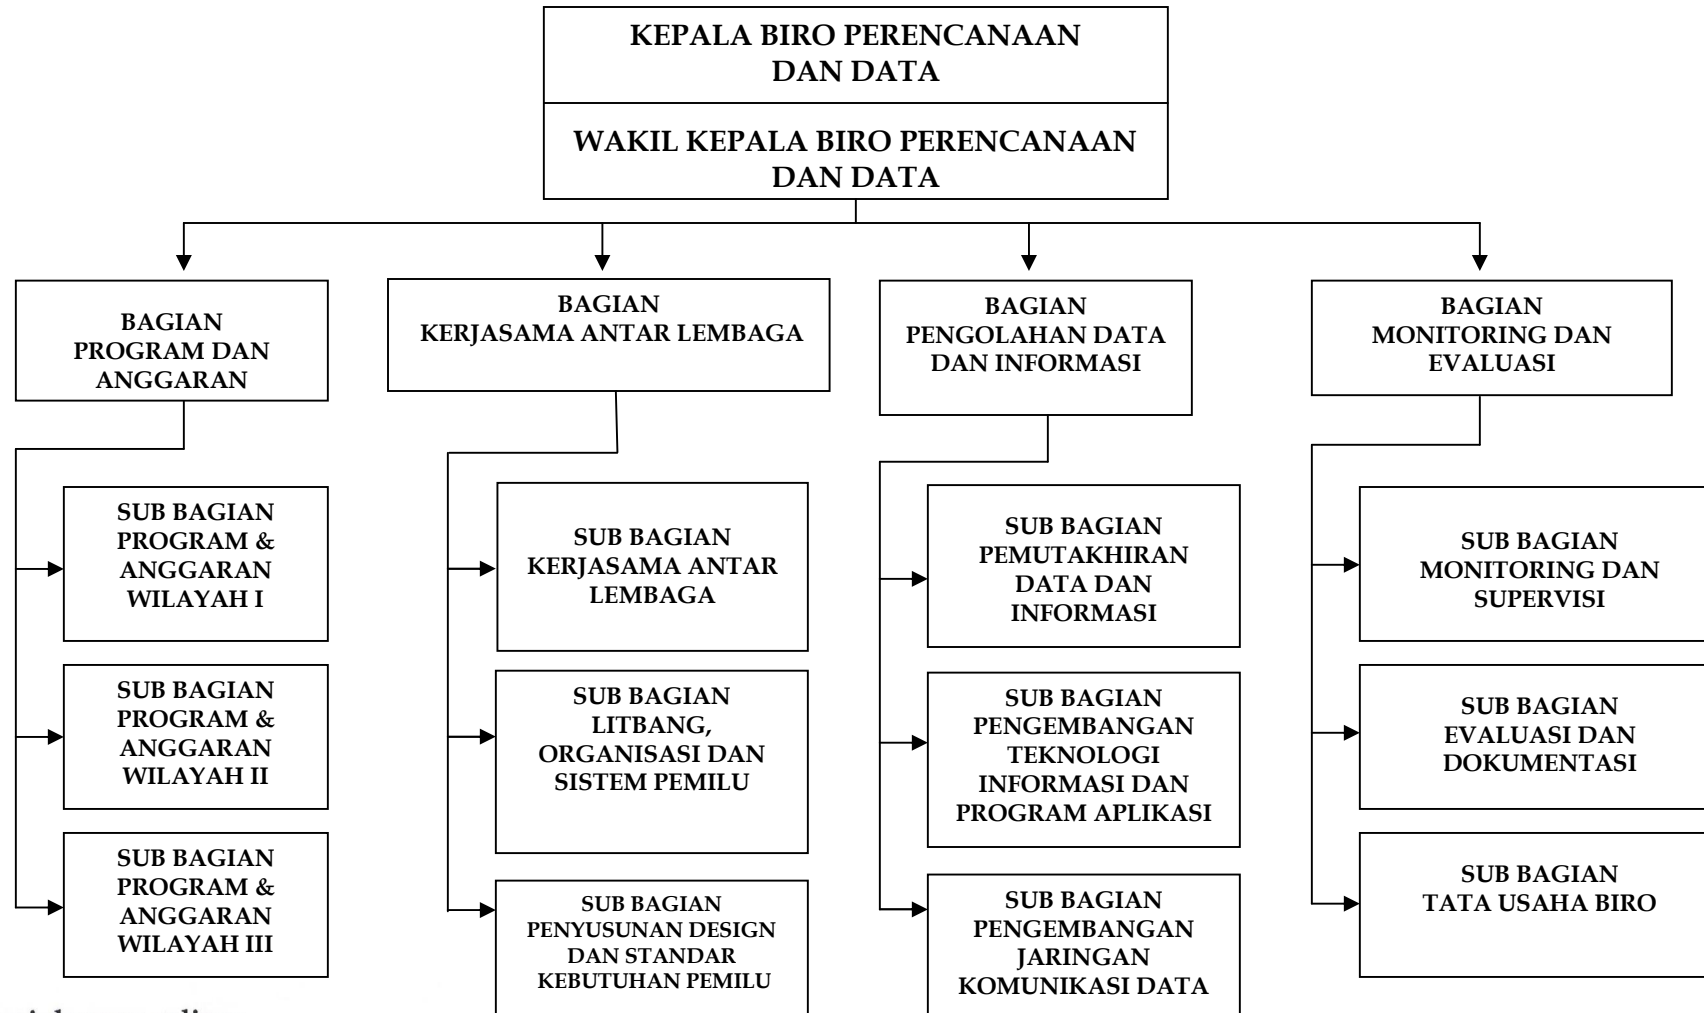 KEPALA BIRO PERENCANAAN
DAN DATA
WAKIL KEPALA BIRO PERENCANAAN
DAN DATA
BAGIAN
PROGRAM DAN
ANGGARAN
SUB BAGIAN
PROGRAM &
ANGGARAN
WILAYAH I
SUB BAGIAN
PROGRAM &
ANGGARAN
WILAYAH II
SUB BAGIAN
PROGRAM &
ANGGARAN
WILAYAH III
BAGIAN
KERJASAMA ANTAR LEMBAGA
SUB BAGIAN
KERJASAMA ANTAR
LEMBAGA
SUB BAGIAN
LITBANG,
ORGANISASI DAN
SISTEM PEMILU
SUB BAGIAN
PENYUSUNAN DESIGN
DAN STANDAR
KEBUTUHAN PEMILU
BAGIAN
PENGOLAHAN DATA
DAN INFORMASI
SUB BAGIAN
PEMUTAKHIRAN
DATA DAN
INFORMASI
SUB BAGIAN
PENGEMBANGAN
TEKNOLOGI
INFORMASI DAN
PROGRAM APLIKASI
SUB BAGIAN
PENGEMBANGAN
JARINGAN
KOMUNIKASI DATA
BAGIAN
MONITORING DAN
EVALUASI
SUB BAGIAN
MONITORING DAN
SUPERVISI
SUB BAGIAN
EVALUASI DAN
DOKUMENTASI
SUB BAGIAN
TATA USAHA BIRO